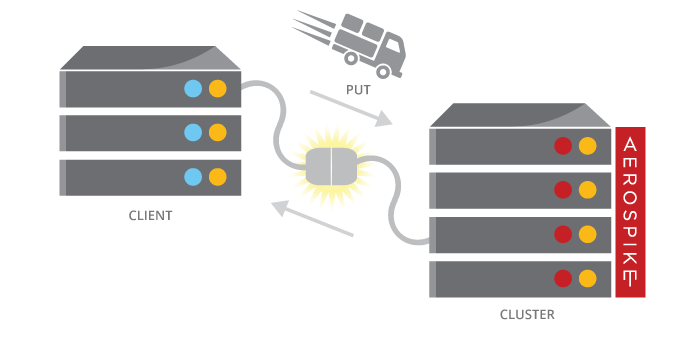 PUT
CLIENT
AEROSPIKE
CLUSTER